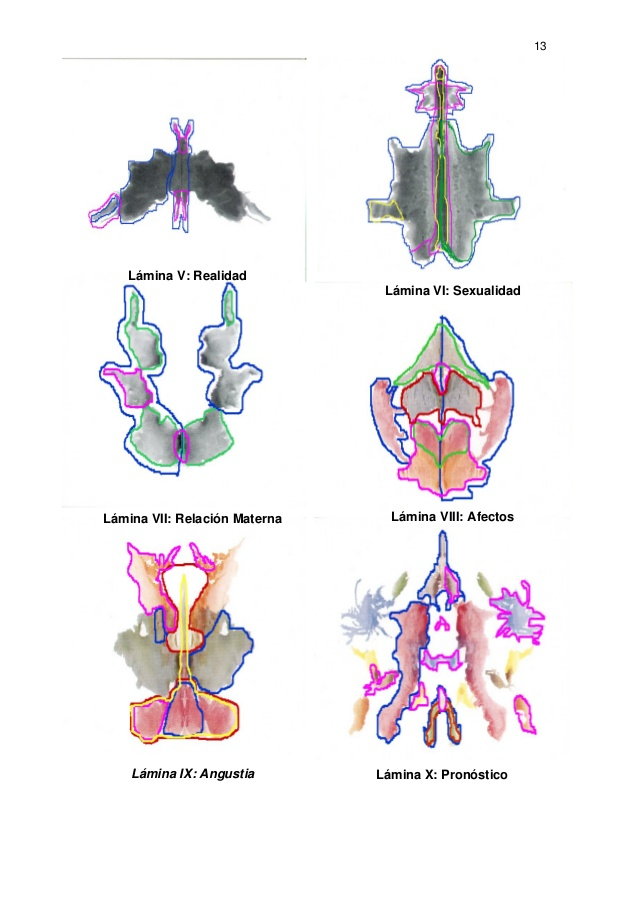 13
Lámina V: Realidad
Lámina VI: Sexualidad
Lámina VII: Relación Materna
Lámina VIII: Afectos
Lámina IX: Angustia
Lámina X: Pronóstico